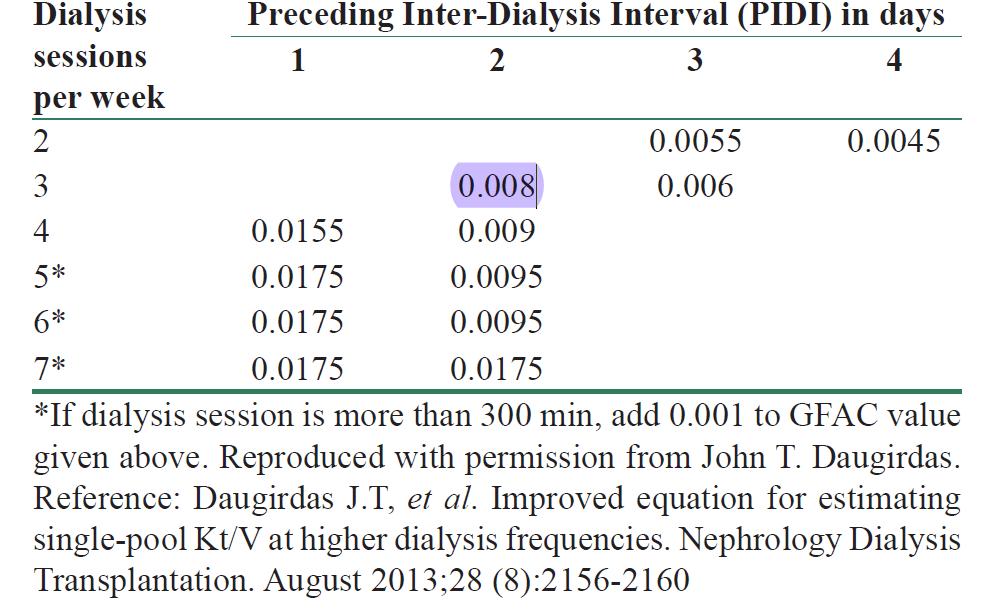 Dialysis sessions per week Preceding Inter-Dialysis Interval (PIDI) in days
1 2 3 4
2 0.0055 0.0045
3 0.008 0.006
4 0.0155 0.009
5* 0.0175 0.0095
6* 0.0175 0.0095
7* 0.0175 0.0175
*If dialysis session is more than 300 min, add 0.001 to GFAC value
given above. Reproduced with permission from John T. Daugirdas.
Reference: Daugirdas J.T, et al. Improved equation for estimating
single-pool Kt/V at higher dialysis frequencies. Nephrology Dialysis
Transplantation. August 2013;28 (8):2156-2160